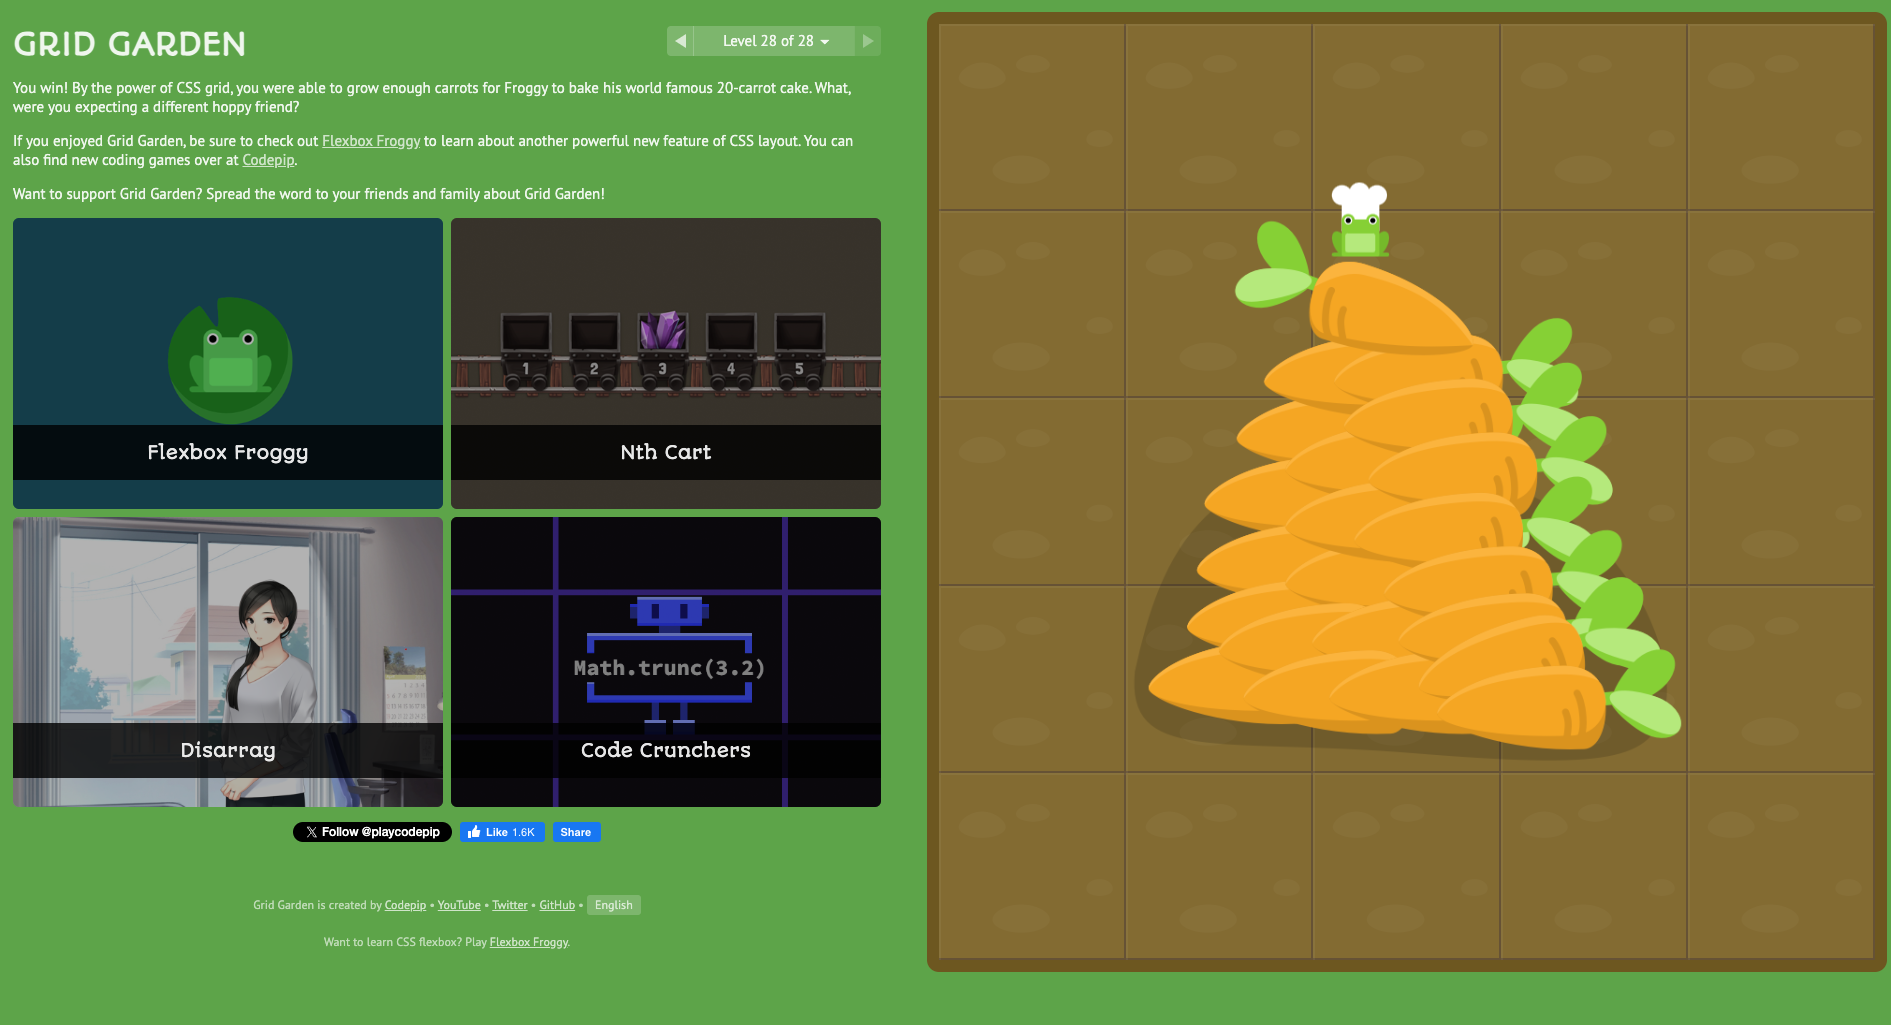 GRID GARDEN
Level 28 of 28
You win! By the power of CSS grid, you were able to grow enough carrots for Froggy to bake his world famous 20-carrot cake. What,
were you expecting a different hoppy friend?
If you enjoyed Grid Garden, be sure to check out Flexbox Froggy to learn about another powerful new feature of CSS layout. You can
also find new coding games over at Codepip.
Want to support Grid Garden? Spread the word to your friends and family about Grid Garden!
Flexbox Froggy
1 2 3 4 5
Nth Cart
Disarray
Math.trunc(3.2)
Code Crunchers
X Follow @playcodepip
Like 1.6K
Share
Grid Garden is created by Codepip • YouTube • Twitter • GitHub • English
Want to learn CSS flexbox? Play Flexbox Froggy.